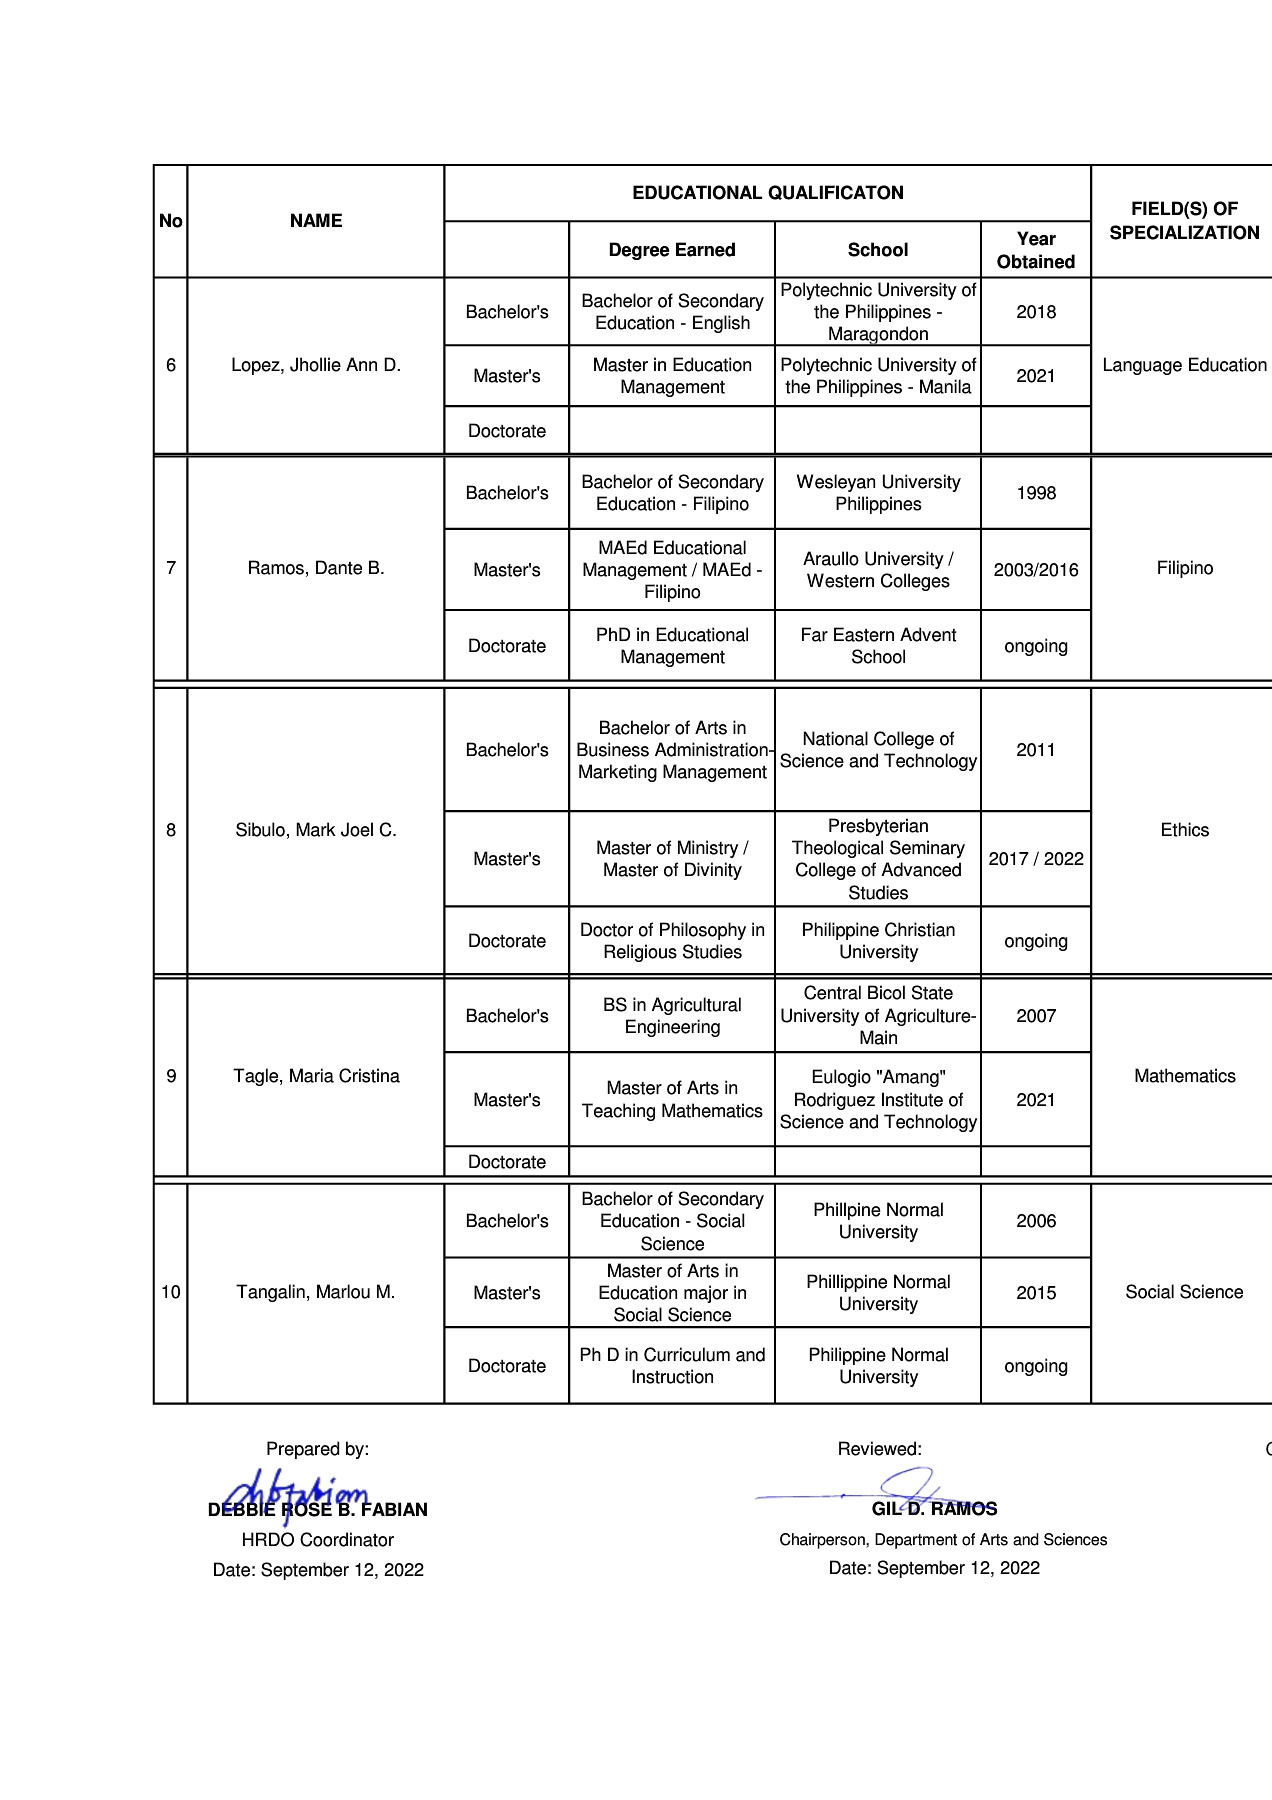 No
NAME
EDUCATIONAL QUALIFICATON
FIELD(S) OF
SPECIALIZATION
Degree Earned
School
Year
Obtained
6
Lopez, Jhollie Ann D.
Bachelor's
Bachelor of Secondary
Education - English
Polytechnic University of
the Philippines -
Maragondon
2018
Language Education
Master's
Master in Education
Management
Polytechnic University of
the Philippines - Manila
2021
Doctorate
7
Ramos, Dante B.
Bachelor's
Bachelor of Secondary
Education - Filipino
Wesleyan University
Philippines
1998
Filipino
Master's
MAEd Educational
Management / MAEd -
Filipino
Araullo University /
Western Colleges
2003/2016
Doctorate
PhD in Educational
Management
Far Eastern Advent
School
ongoing
8
Sibulo, Mark Joel C.
Bachelor's
Bachelor of Arts in
Business Administration-
Marketing Management
National College of
Science and Technology
2011
Ethics
Master's
Master of Ministry /
Master of Divinity
Presbyterian
Theological Seminary
College of Advanced
Studies
2017 / 2022
Doctorate
Doctor of Philosophy in
Religious Studies
Philippine Christian
University
ongoing
9
Tagle, Maria Cristina
Bachelor's
BS in Agricultural
Engineering
Central Bicol State
University of Agriculture-
Main
2007
Mathematics
Master's
Master of Arts in
Teaching Mathematics
Eulogio "Amang"
Rodriguez Institute of
Science and Technology
2021
Doctorate
10
Tangalin, Marlou M.
Bachelor's
Bachelor of Secondary
Education - Social
Science
Phillpine Normal
University
2006
Social Science
Master's
Master of Arts in
Education major in
Social Science
Phillippine Normal
University
2015
Doctorate
Ph D in Curriculum and
Instruction
Philippine Normal
University
ongoing
Prepared by:
dhbfabian
DEBBIE ROSE B. FABIAN
HRDO Coordinator
Date: September 12, 2022
Reviewed:
GIL D. RAMOS
Chairperson, Department of Arts and Sciences
Date: September 12, 2022